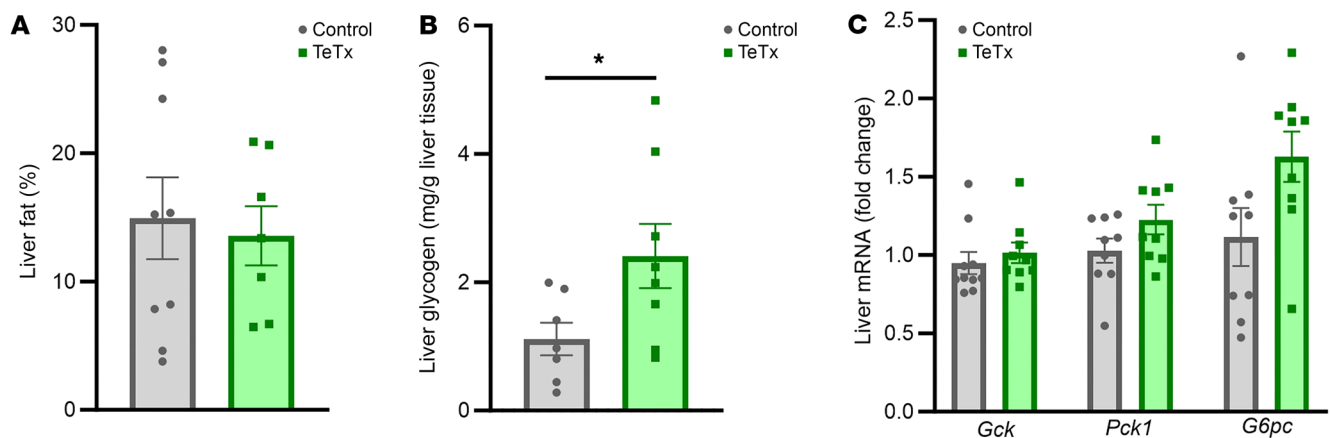 A
Liver fat (%)
30
20
10
0
Control
TeTx
B
Liver glycogen (mg/g liver tissue)
6
4
2
0
*
Control
TeTx
C
Liver mRNA (fold change)
2.5
2.0
1.5
1.0
0.5
0.0
Control
TeTx
Gck Pck1 G6pc